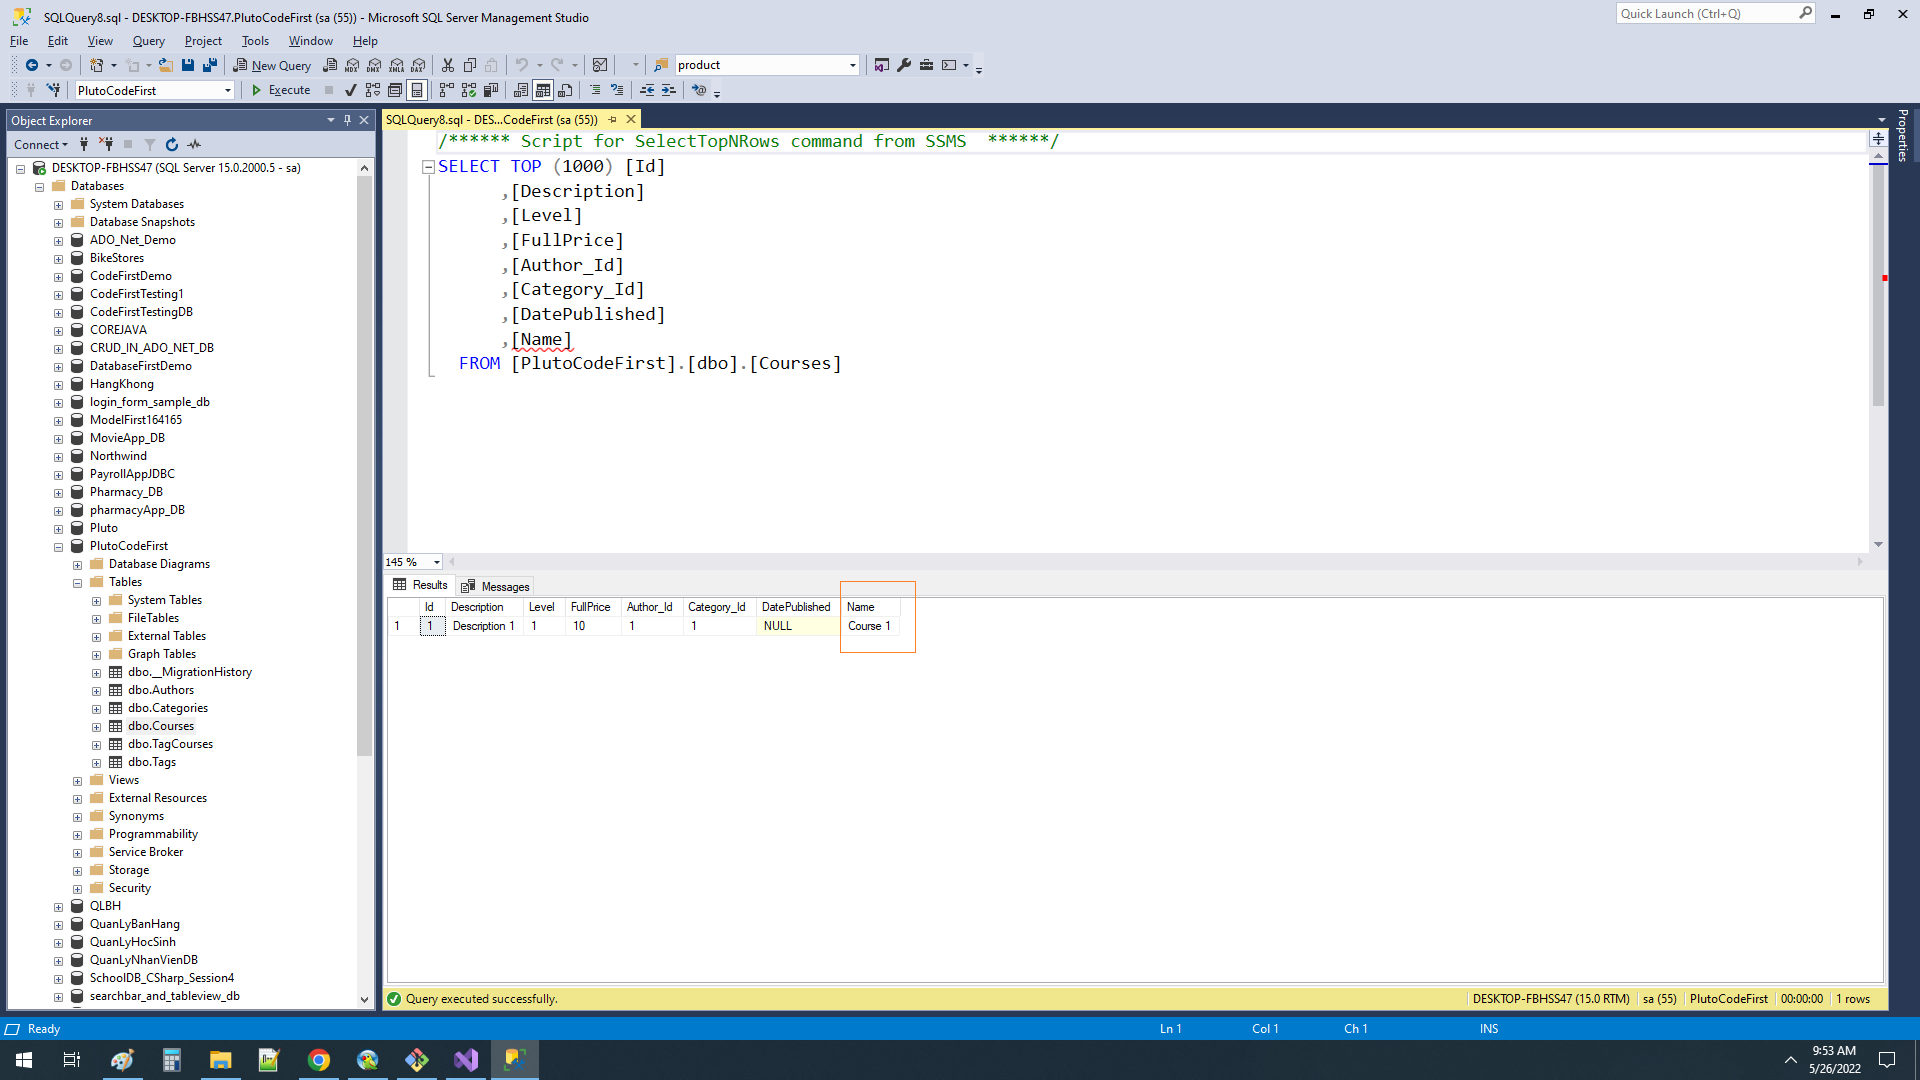 SQLQuery8.sql - DESKTOP-FBHSS47.PlutoCodeFirst (sa (55)) - Microsoft SQL Server Management Studio
Quick Launch (Ctrl+Q)
File Edit View Query Project Tools Window Help
New Query MDX DMX XMLA DAX product
PlutoCodeFirst Execute
Object Explorer
Connect
DESKTOP-FBHSS47 (SQL Server 15.0.2000.5 - sa)
Databases
System Databases
Database Snapshots
ADO_Net_Demo
BikeStores
CodeFirstDemo
CodeFirstTesting1
CodeFirstTestingDB
COREJAVA
CRUD_IN_ADO_NET_DB
DatabaseFirstDemo
HangKhong
login_form_sample_db
ModelFirst164165
MovieApp_DB
Northwind
PayrollAppJDBC
Pharmacy_DB
pharmacyApp_DB
Pluto
PlutoCodeFirst
Database Diagrams
Tables
System Tables
FileTables
External Tables
Graph Tables
dbo.__MigrationHistory
dbo.Authors
dbo.Categories
dbo.Courses
dbo.TagCourses
dbo.Tags
Views
External Resources
Synonyms
Programmability
Service Broker
Storage
Security
QLBH
QuanLyBanHang
QuanLyHocSinh
QuanLyNhanVienDB
SchoolDB_CSharp_Session4
searchbar_and_tableview_db
SQLQuery8.sql - DES...CodeFirst (sa (55))
/****** Script for SelectTopNRows command from SSMS  ******/
SELECT TOP (1000) [Id]
,[Description]
,[Level]
,[FullPrice]
,[Author_Id]
,[Category_Id]
,[DatePublished]
,[Name]
FROM [PlutoCodeFirst].[dbo].[Courses]
145 %
Results Messages
Id Description Level FullPrice Author_Id Category_Id DatePublished Name
1 1 Description 1 1 10 1 1 NULL Course 1
Query executed successfully.
DESKTOP-FBHSS47 (15.0 RTM) sa (55) PlutoCodeFirst 00:00:00 1 rows
Properties
Ready Ln 1 Col 1 Ch 1 INS
9:53 AM
5/26/2022